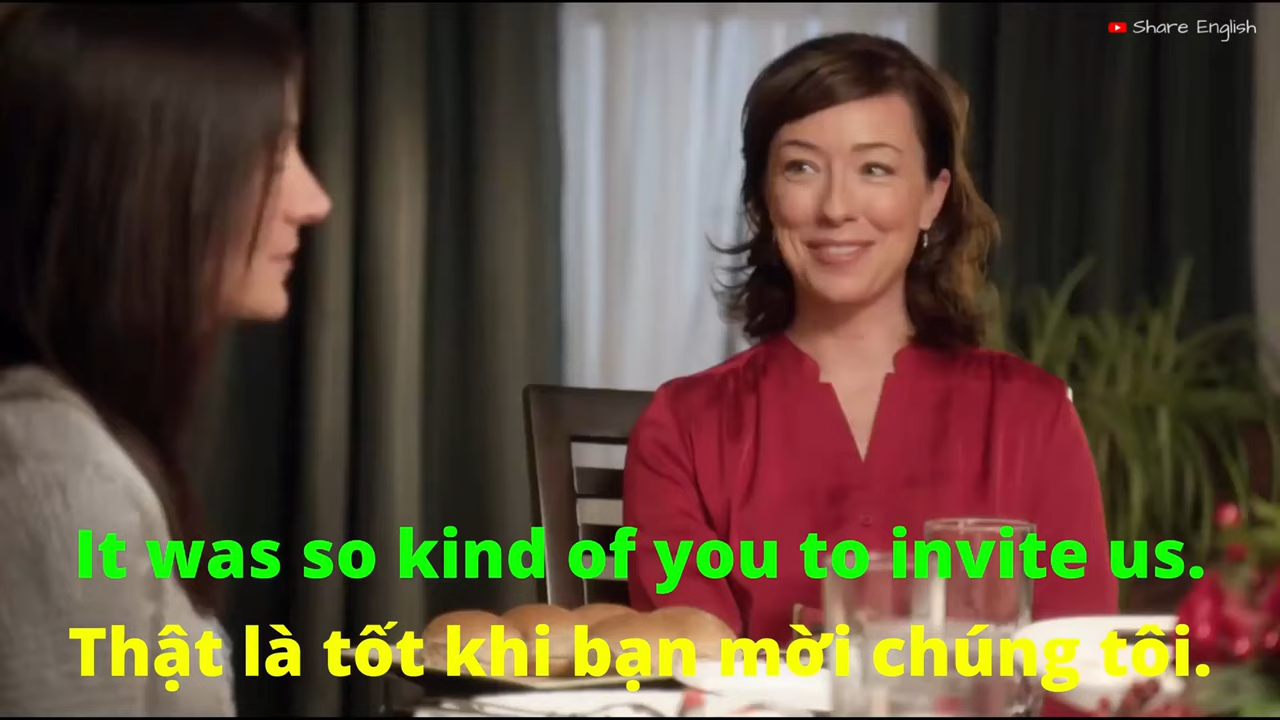 Share English
It was so kind of you to invite us.
Thật là tốt khi bạn mời chúng tôi.